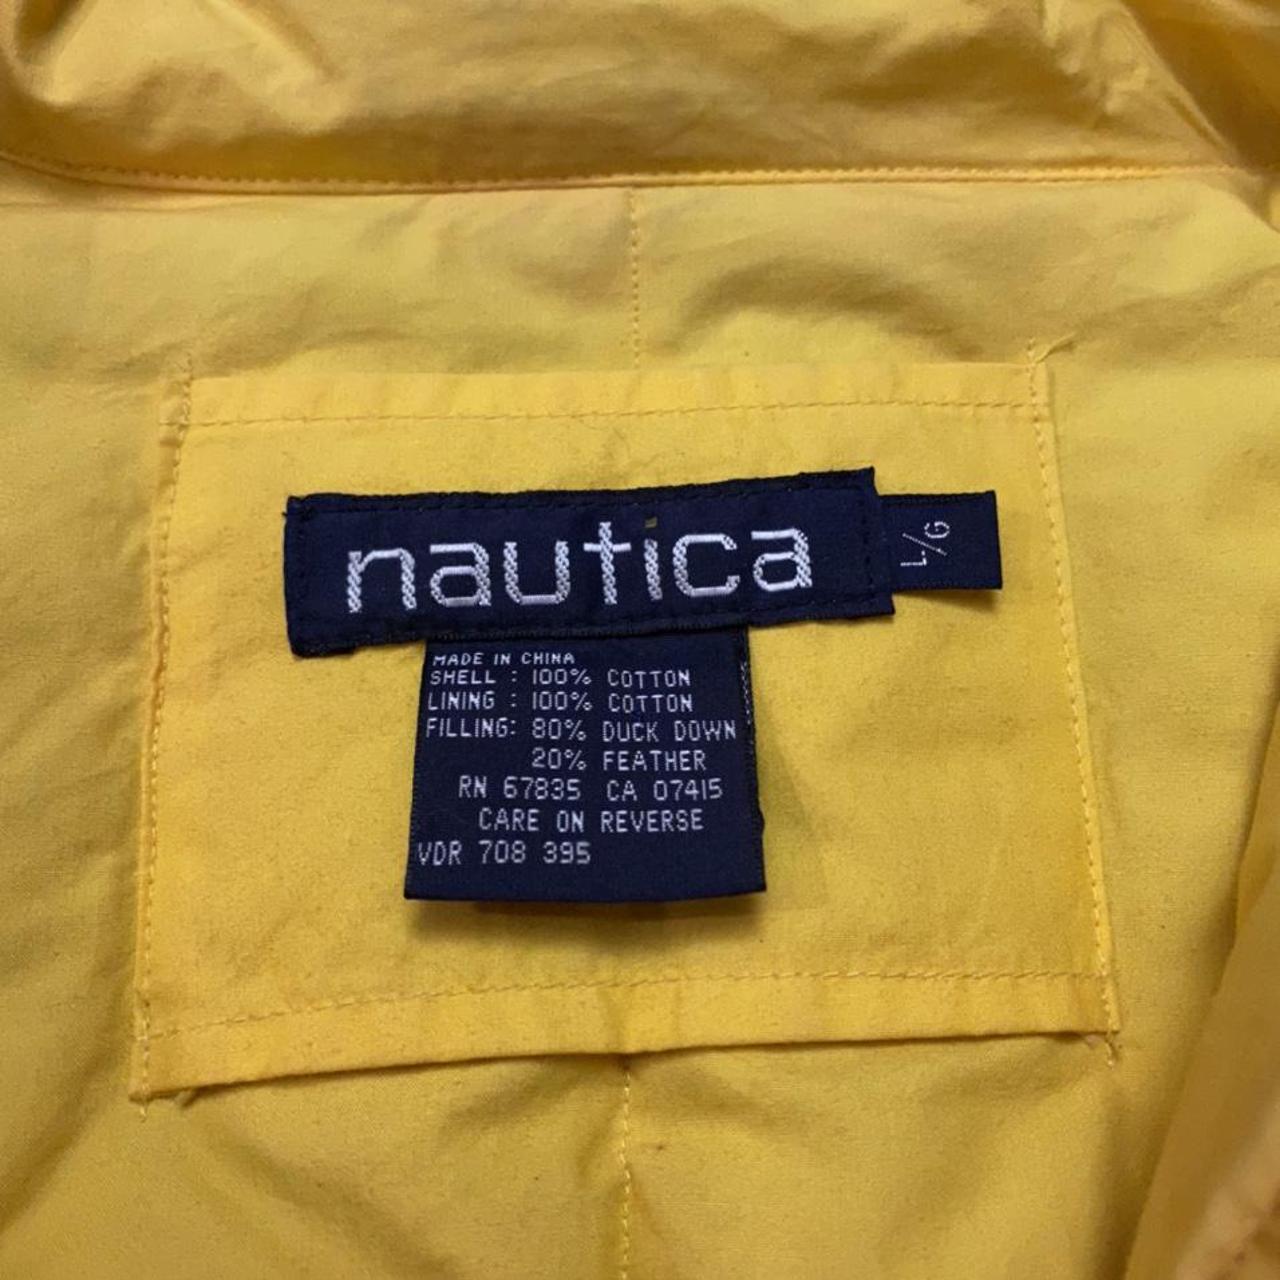 nautica
L/G
MADE IN CHINA
SHELL : 100% COTTON
LINING : 100% COTTON
FILLING: 80% DUCK DOWN
20% FEATHER
RN 67835 CA 07415
CARE ON REVERSE
VDR 708 395